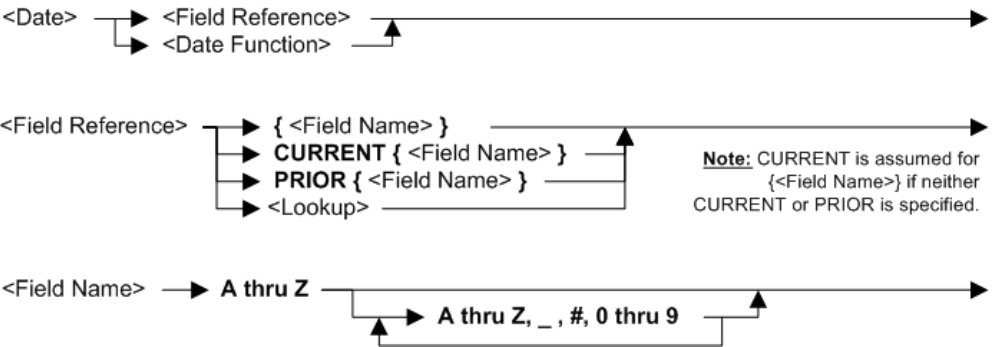 <Date>
<Field Reference>
<Date Function>
<Field Reference>
{ <Field Name> }
CURRENT { <Field Name> }
PRIOR { <Field Name> }
<Lookup>
Note: CURRENT is assumed for
{<Field Name>} if neither
CURRENT or PRIOR is specified.
<Field Name>
A thru Z
A thru Z, _ , #, 0 thru 9